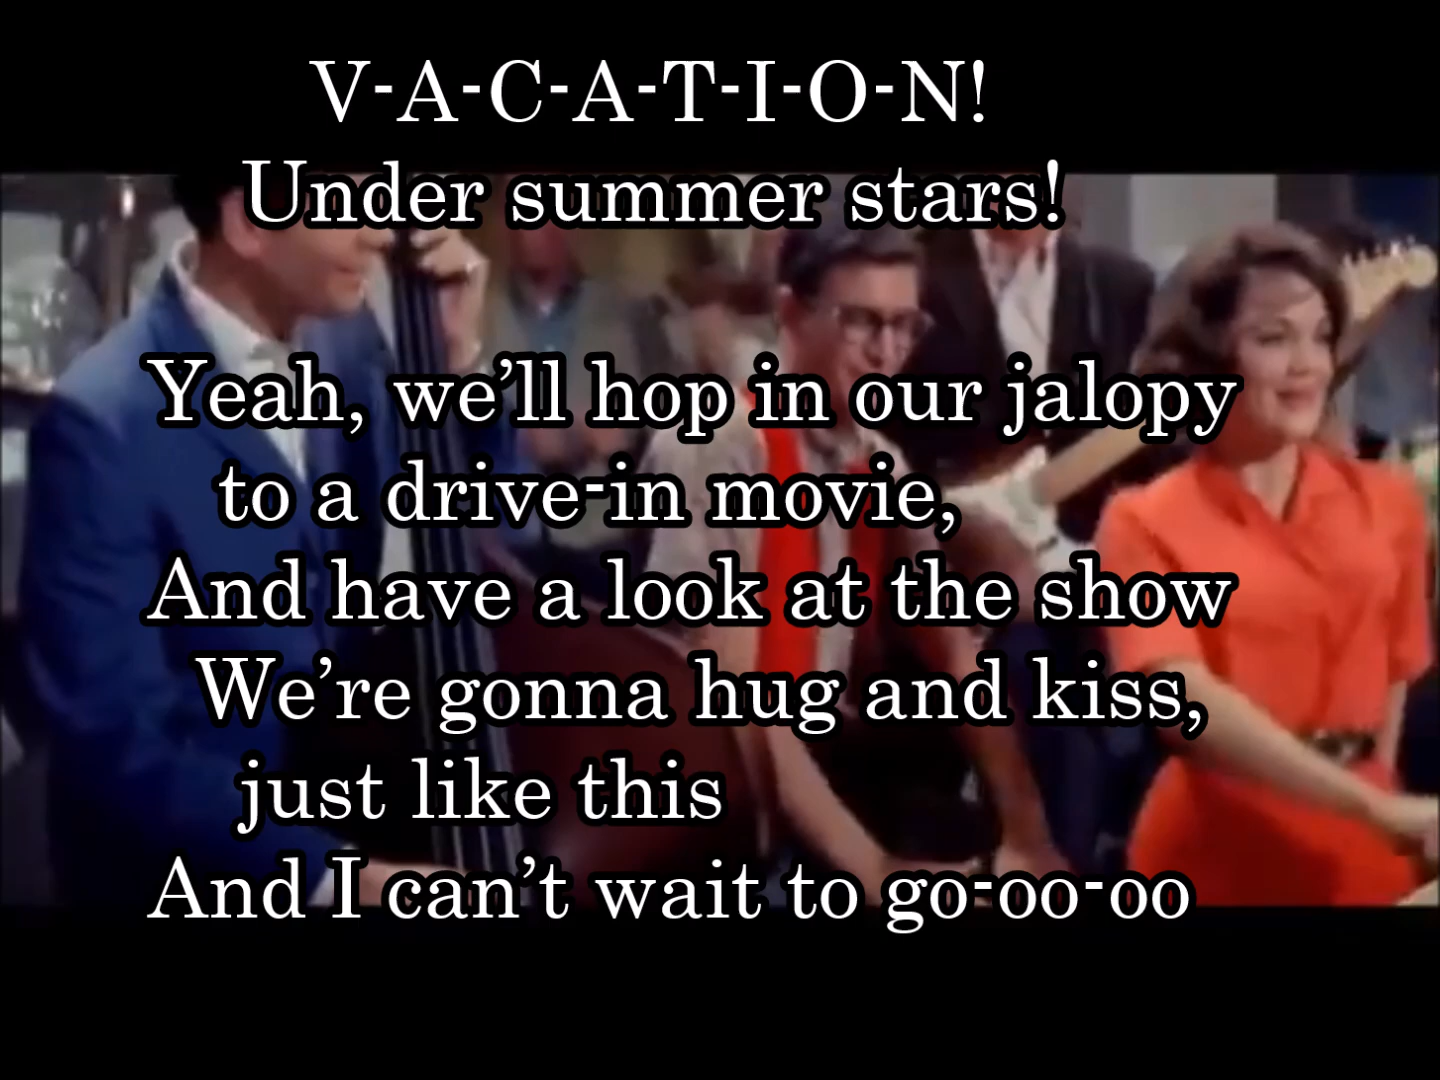 V-A-C-A-T-I-O-N!
Under summer stars!
Yeah, we’ll hop in our jalopy
to a drive-in movie,
And have a look at the show
We’re gonna hug and kiss,
just like this
And I can’t wait to go-oo-oo